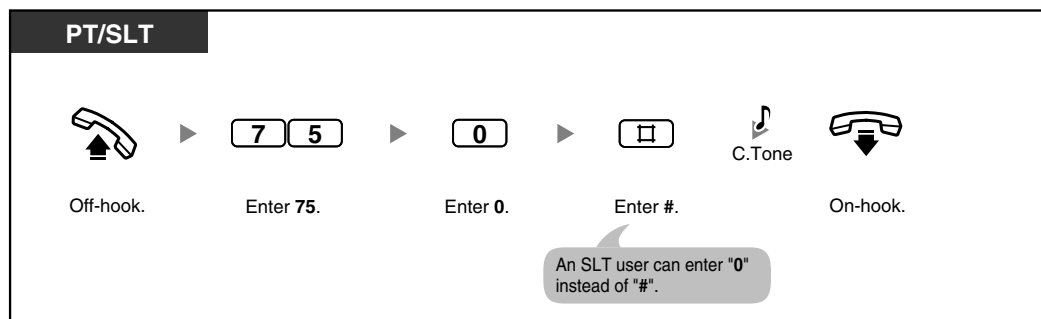 PT/SLT
7 5 0 #
C.Tone
Off-hook. Enter 75. Enter 0. Enter #. On-hook.
An SLT user can enter "0"
instead of "#".